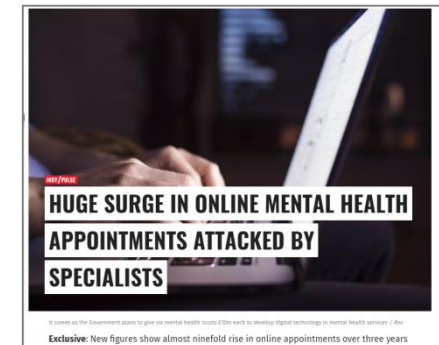 INDY/PULSE
HUGE SURGE IN ONLINE MENTAL HEALTH
APPOINTMENTS ATTACKED BY
SPECIALISTS
It comes as the Government plans to give six mental health trusts £10m each to develop digital technology in mental health services / Rex
Exclusive: New figures show almost ninefold rise in online appointments over three years